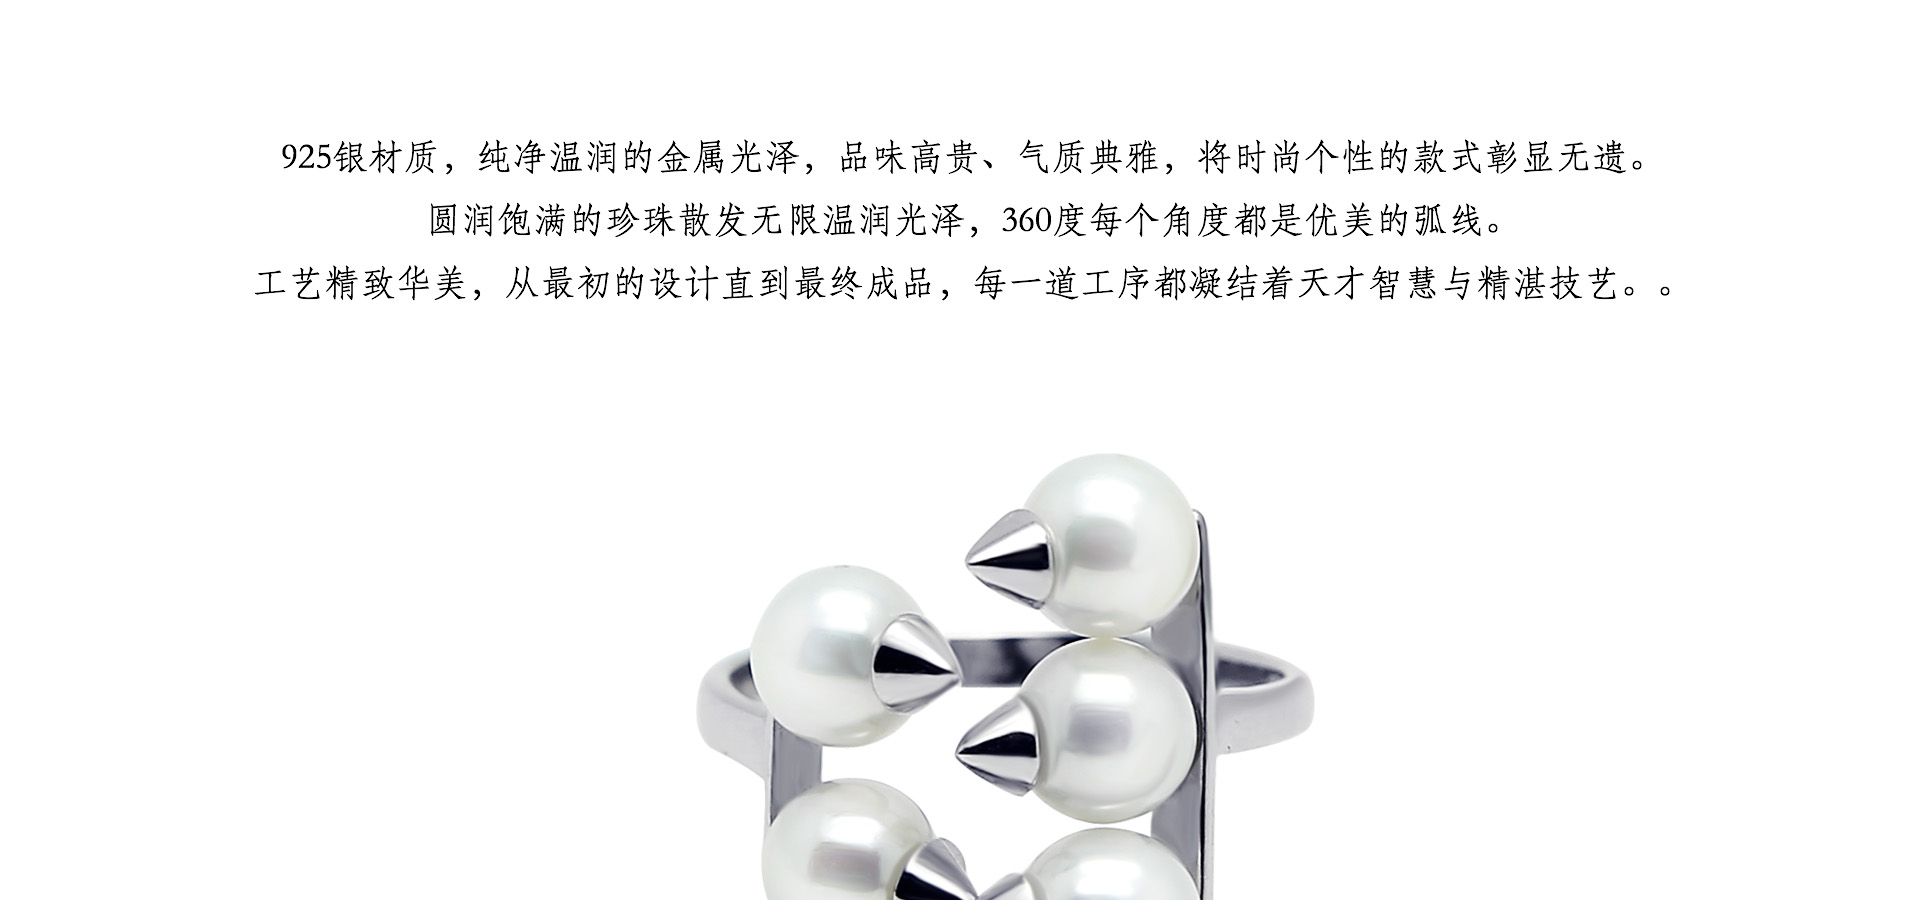 925银材质，纯净温润的金属光泽，品味高贵、气质典雅，将时尚个性的款式彰显无遗。
圆润饱满的珍珠散发无限温润光泽，360度每个角度都是优美的弧线。
工艺精致华美，从最初的设计直到最终成品，每一道工序都凝结着天才智慧与精湛技艺。。